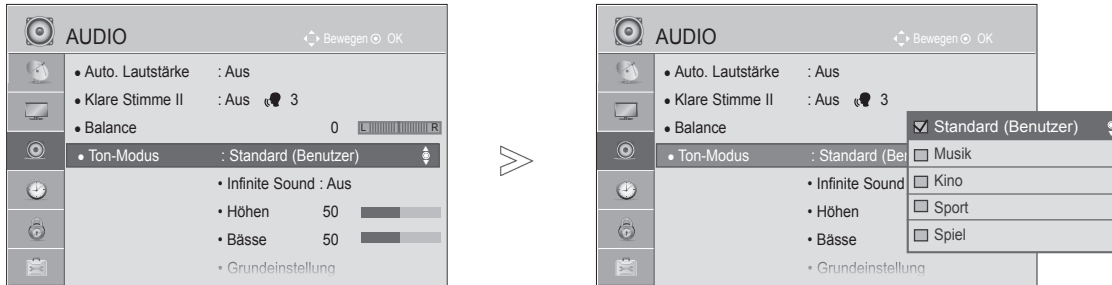 AUDIO
Bewegen OK
• Auto. Lautstärke : Aus
• Klare Stimme II : Aus 3
• Balance 0 L R
• Ton-Modus : Standard (Benutzer)
• Infinite Sound : Aus
• Höhen 50
• Bässe 50
• Grundeinstellung
AUDIO
Bewegen OK
• Auto. Lautstärke : Aus
• Klare Stimme II : Aus 3
• Balance
• Ton-Modus : Standard (Ben
• Infinite Sound
• Höhen
• Bässe
• Grundeinstellung
Standard (Benutzer)
Musik
Kino
Sport
Spiel